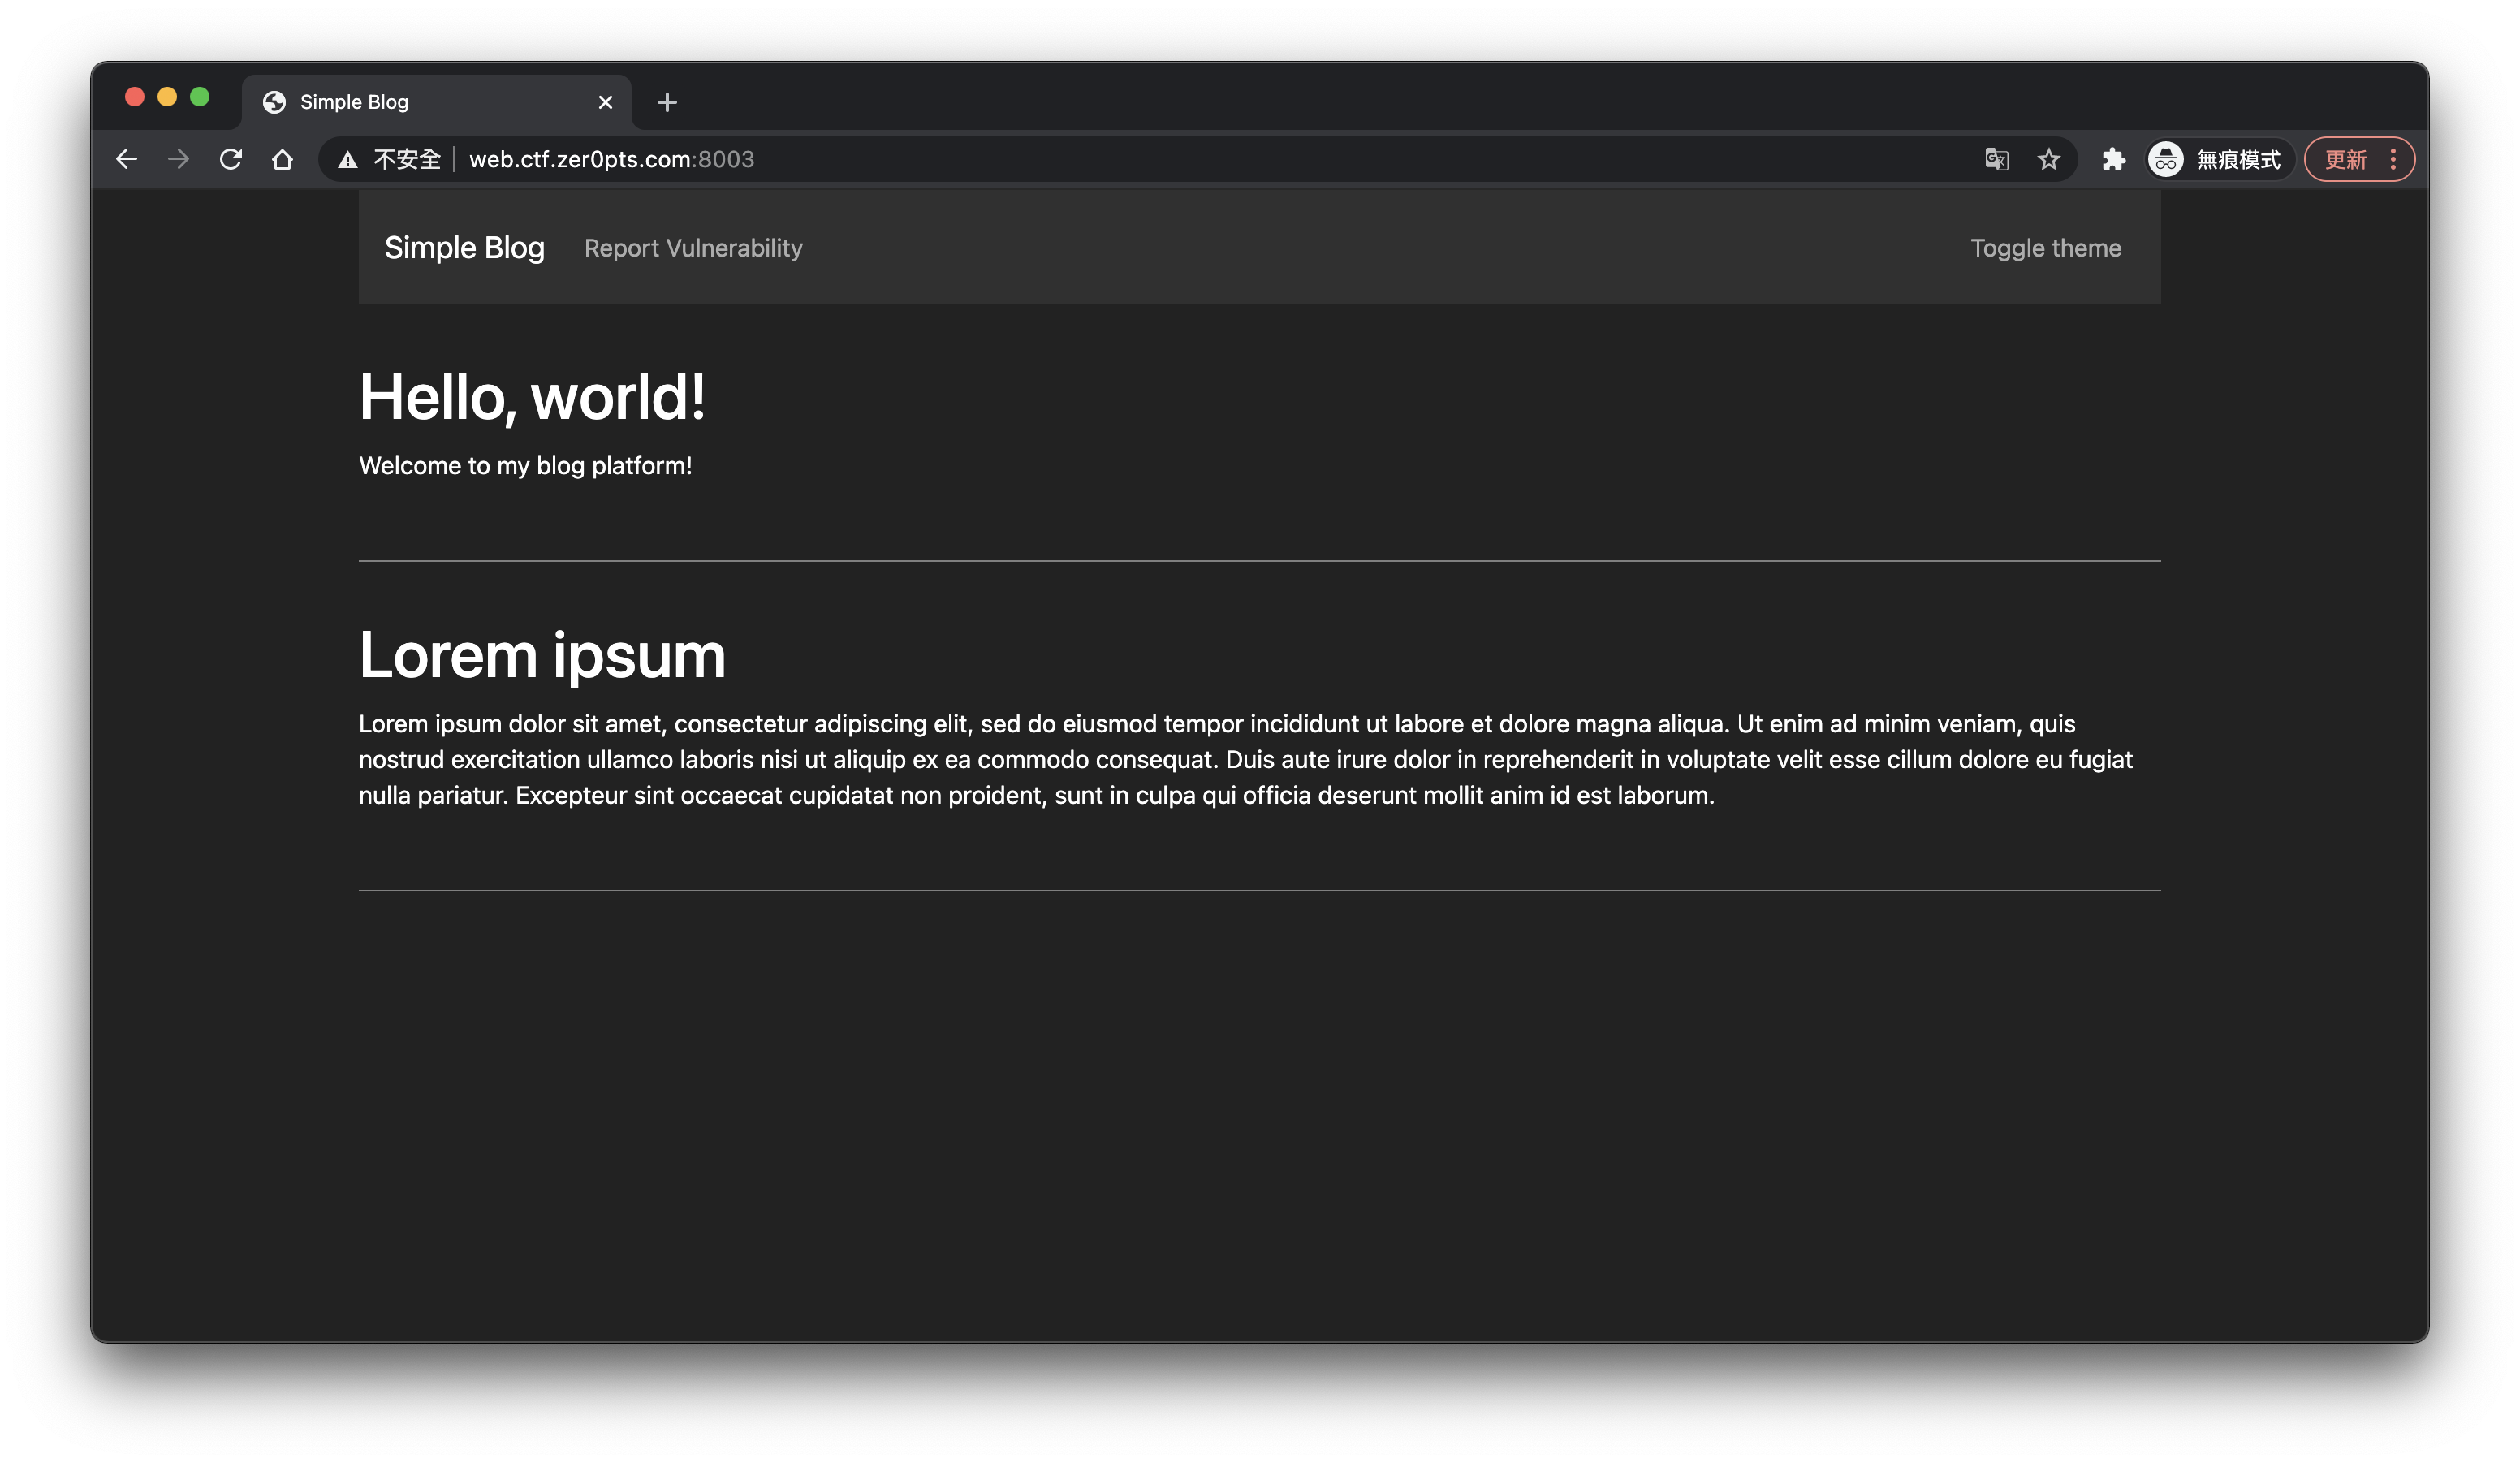 Simple Blog
不安全 web.ctf.zer0pts.com:8003 無痕模式 更新
Simple Blog Report Vulnerability Toggle theme
Hello, world!
Welcome to my blog platform!
Lorem ipsum
Lorem ipsum dolor sit amet, consectetur adipiscing elit, sed do eiusmod tempor incididunt ut labore et dolore magna aliqua. Ut enim ad minim veniam, quis
nostrud exercitation ullamco laboris nisi ut aliquip ex ea commodo consequat. Duis aute irure dolor in reprehenderit in voluptate velit esse cillum dolore eu fugiat
nulla pariatur. Excepteur sint occaecat cupidatat non proident, sunt in culpa qui officia deserunt mollit anim id est laborum.